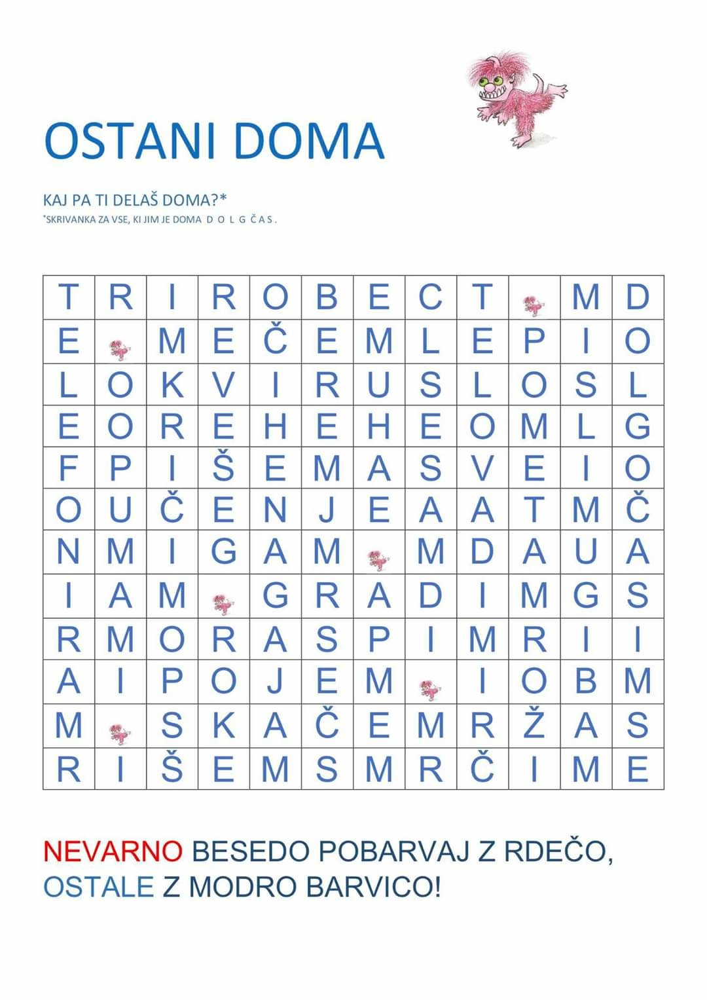 OSTANI DOMA
KAJ PA TI DELAŠ DOMA?*
*SKRIVANKA ZA VSE, KI JIM JE DOMA D O L G Č A S .
T R I R O B E C T M D
E M E Č E M L E P I O
L O K V I R U S L O S L
E O R E H E H E O M L G
F P I Š E M A S V E I O
O U Č E N J E A A T M Č
N M I G A M M D A U A
I A M G R A D I M G S
R M O R A S P I M R I I
A I P O J E M I O B M
M S K A Č E M R Ž A S
R I Š E M S M R Č I M E
NEVARNO BESEDO POBARVAJ Z RDEČO,
OSTALE Z MODRO BARVICO!